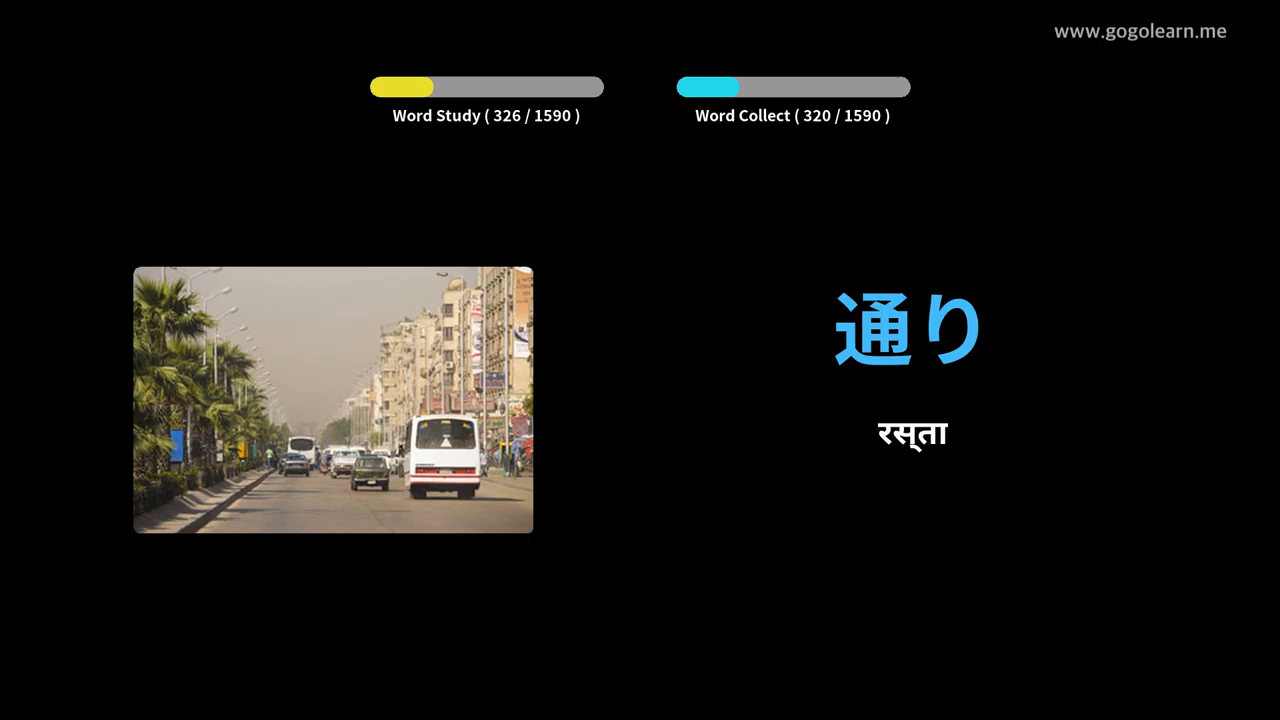 www.gogolearn.me
Word Study ( 326 / 1590 )
Word Collect ( 320 / 1590 )
通り
रस्ता